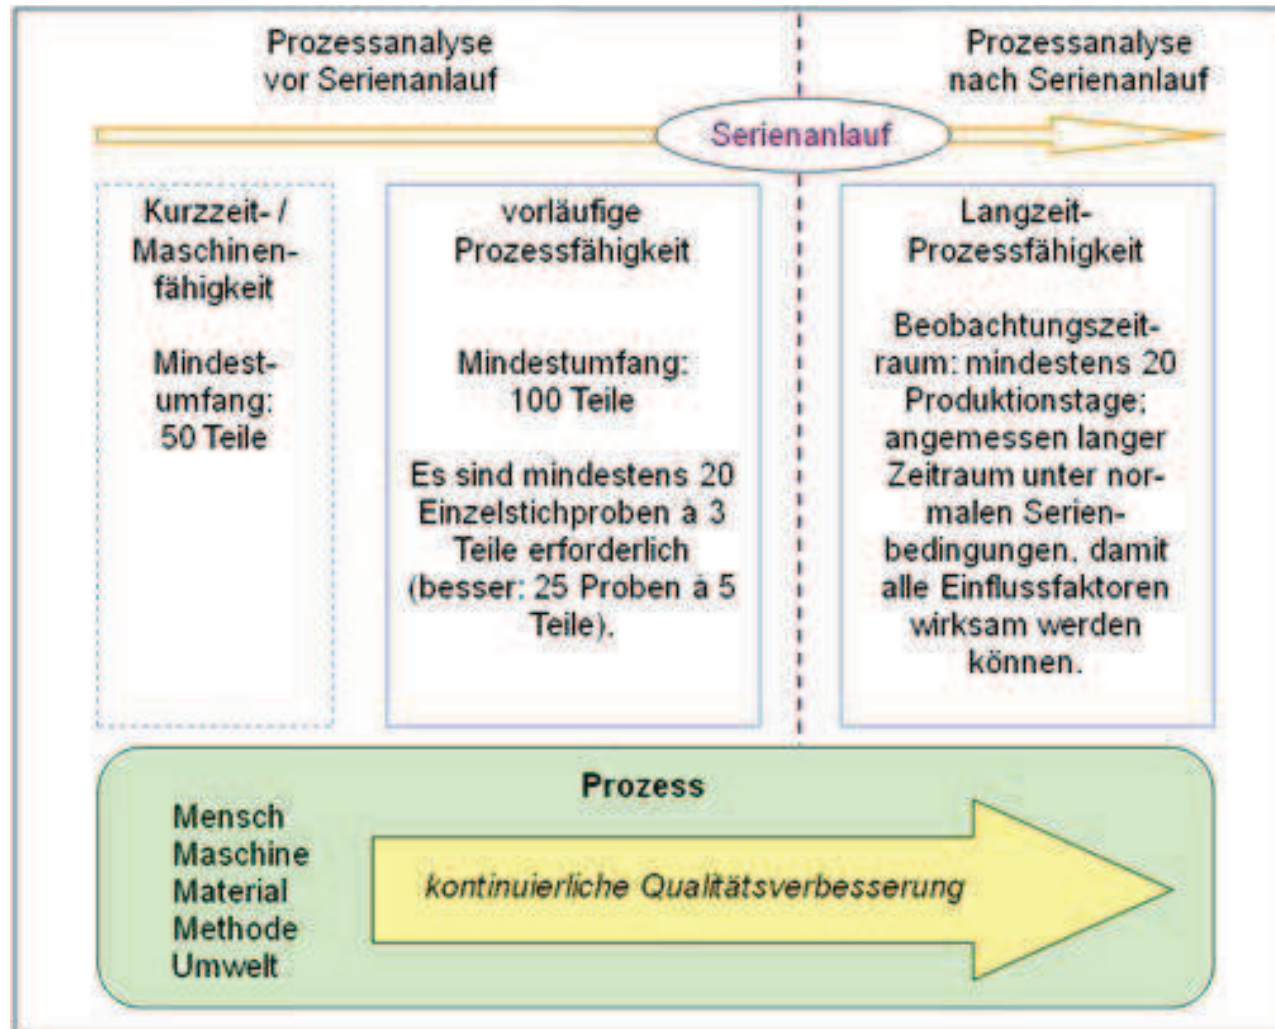 Prozessanalyse
vor Serienanlauf
Prozessanalyse
nach Serienanlauf
Serienanlauf
Kurzzeit- /
Maschinen-
fähigkeit
Mindest-
umfang:
50 Teile
vorläufige
Prozessfähigkeit
Mindestumfang:
100 Teile
Es sind mindestens 20
Einzelstichproben à 3
Teile erforderlich
(besser: 25 Proben à 5
Teile).
Langzeit-
Prozessfähigkeit
Beobachtungszeit-
raum: mindestens 20
Produktionstage;
angemessen langer
Zeitraum unter nor-
malen Serien-
bedingungen, damit
alle Einflussfaktoren
wirksam werden
können.
Prozess
Mensch
Maschine
Material
Methode
Umwelt
kontinuierliche Qualitätsverbesserung